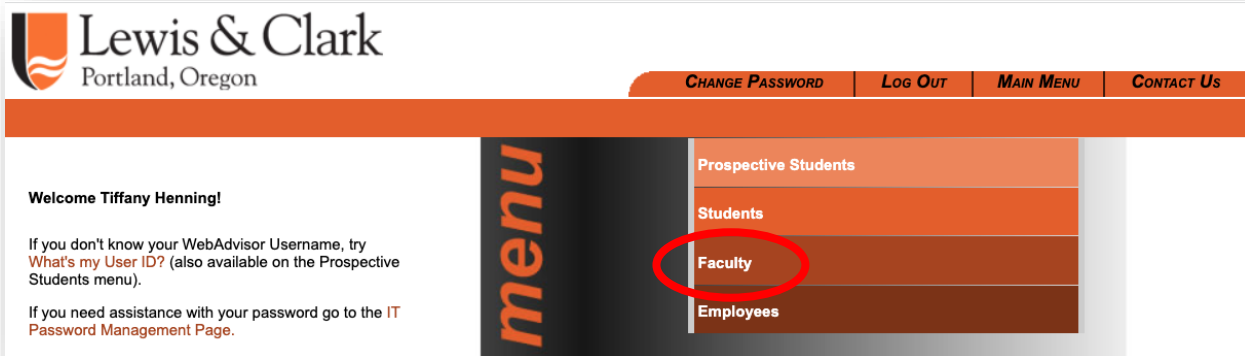 Lewis & Clark
Portland, Oregon
CHANGE PASSWORD
LOG OUT
MAIN MENU
CONTACT US
menu
Prospective Students
Students
Faculty
Employees
Welcome Tiffany Henning!
If you don't know your WebAdvisor Username, try
What's my User ID? (also available on the Prospective
Students menu).
If you need assistance with your password go to the IT
Password Management Page.